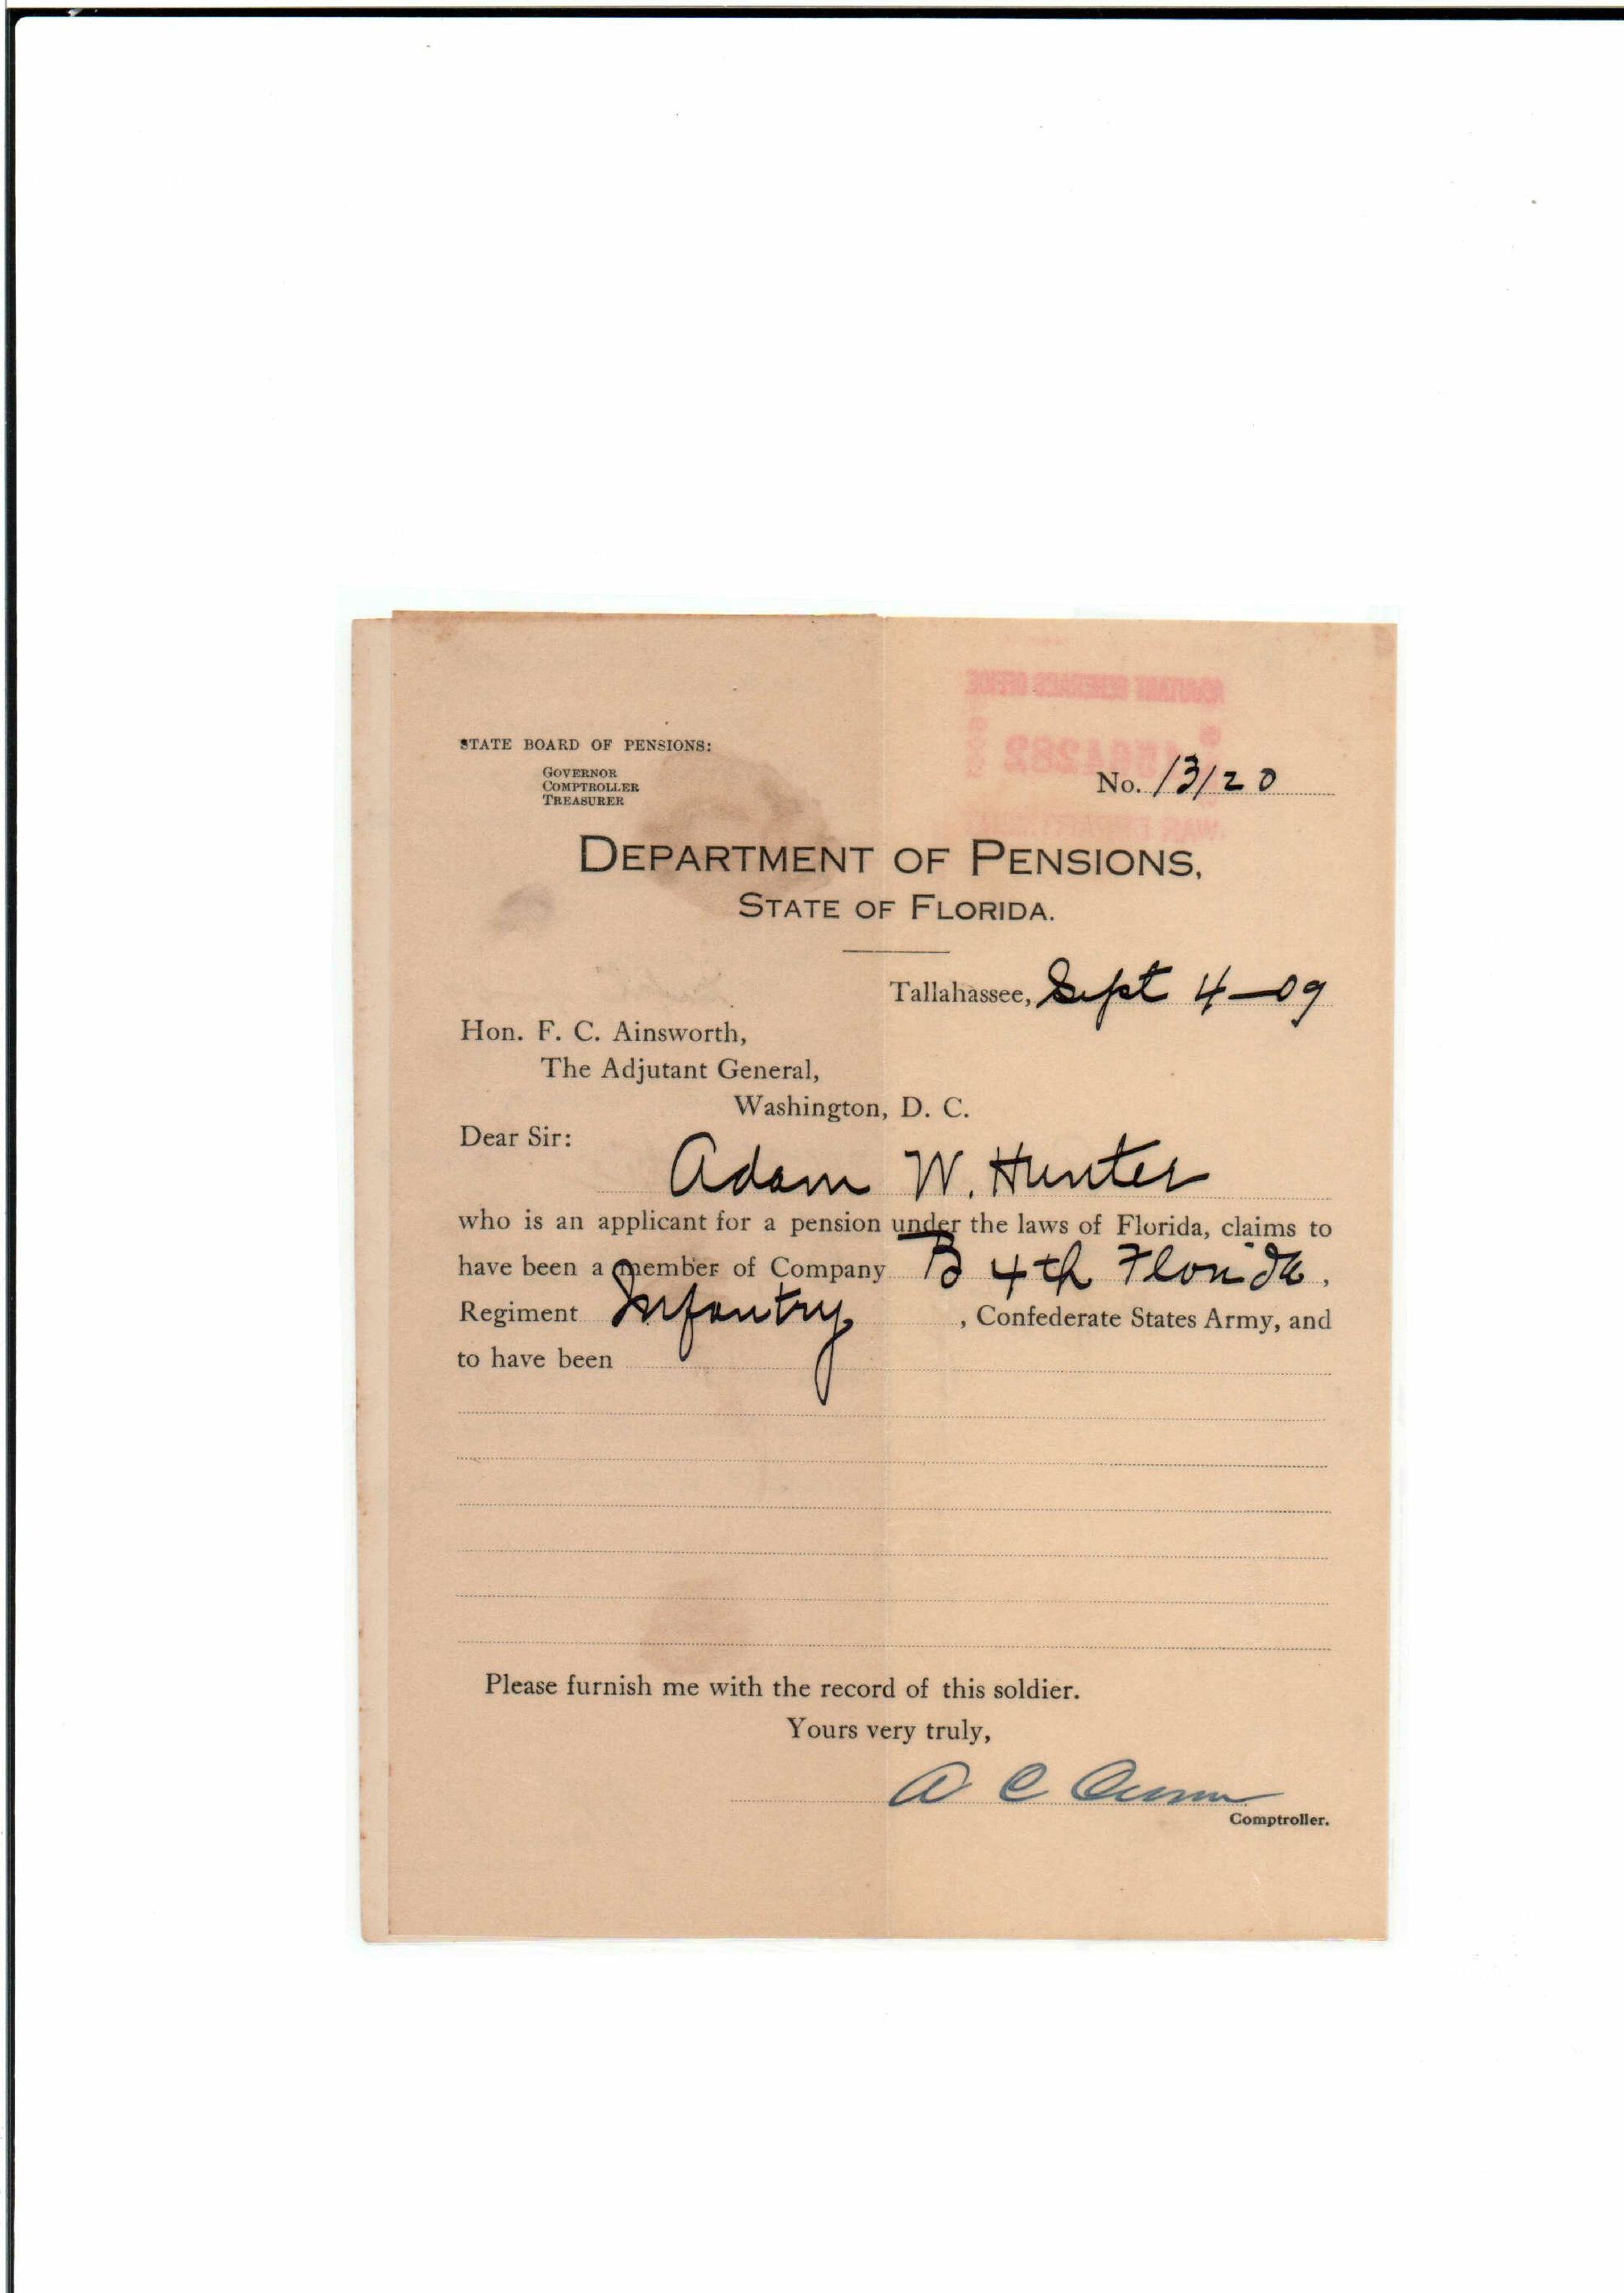 STATE BOARD OF PENSIONS:
GOVERNOR
COMPTROLLER
TREASURER
No. 13120
DEPARTMENT OF PENSIONS,
STATE OF FLORIDA.
Tallahassee, Sept 4-09
Hon. F. C. Ainsworth,
The Adjutant General,
Washington, D. C.
Dear Sir:
Adam W. Hunter
who is an applicant for a pension under the laws of Florida, claims to
have been a member of Company B 4th Florida,
Regiment Infantry, Confederate States Army, and
to have been
Please furnish me with the record of this soldier.
Yours very truly,
A C
Comptroller.